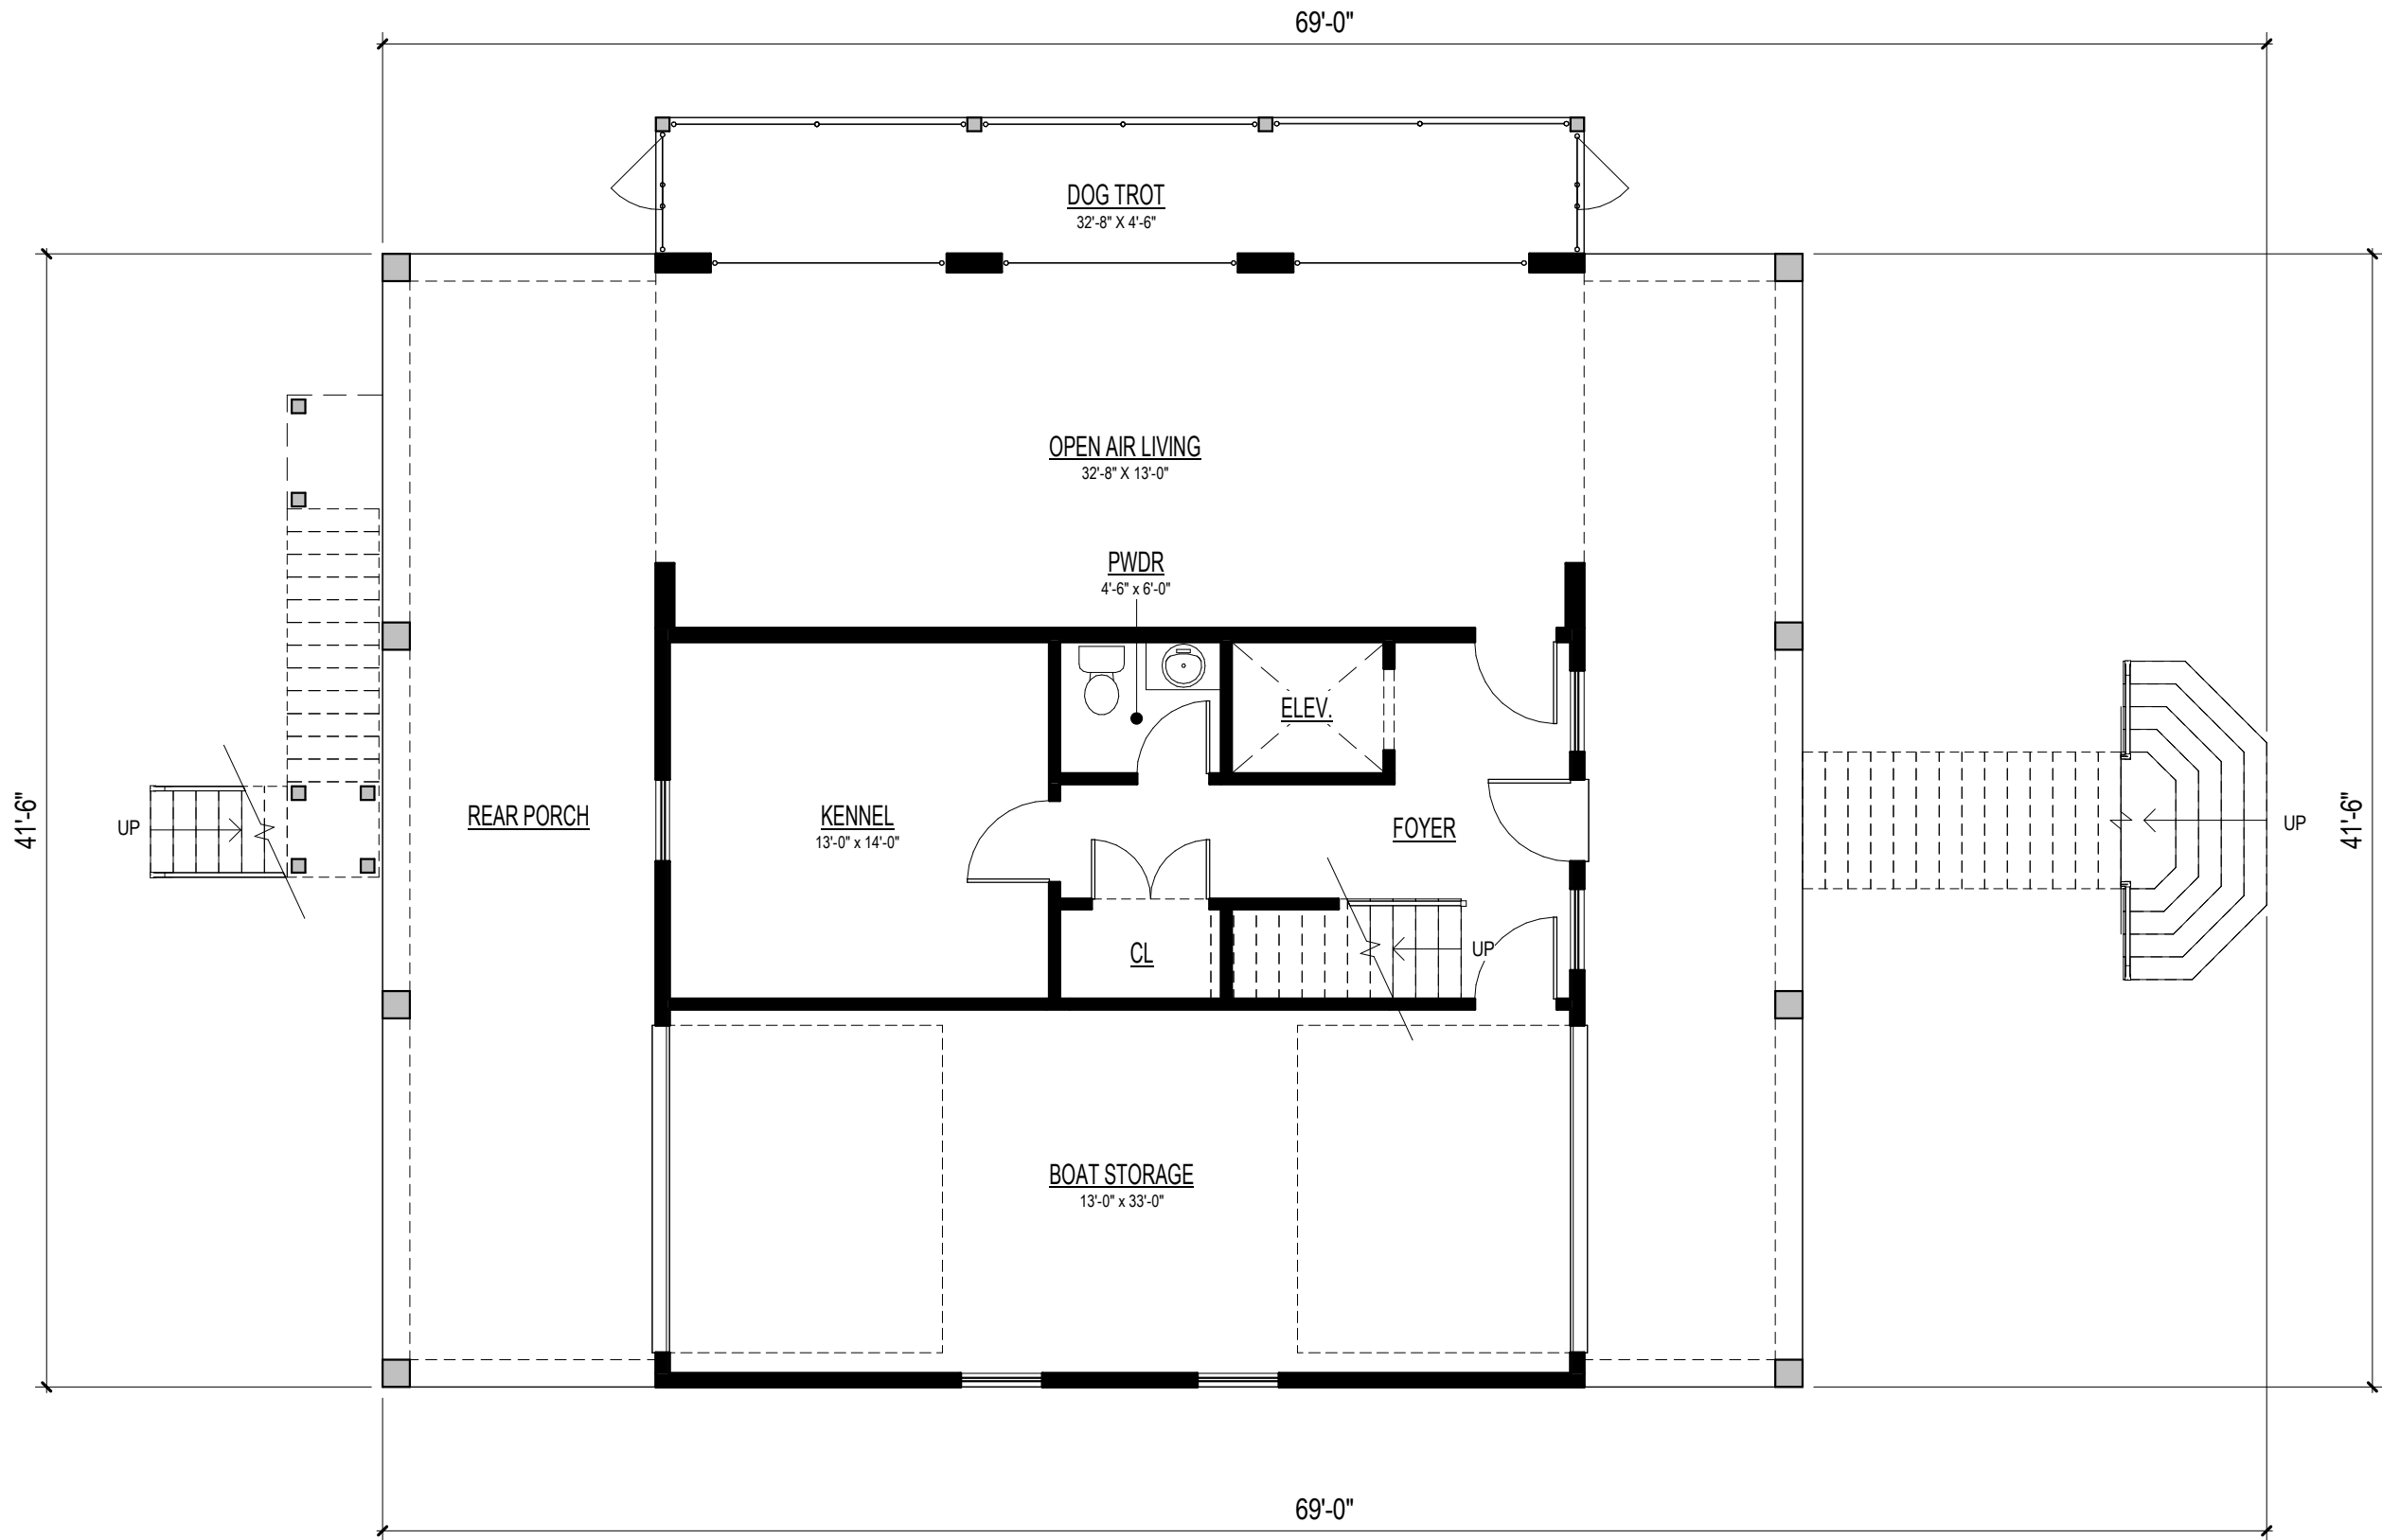 69'-0"
DOG TROT
32'-8" X 4'-6"
OPEN AIR LIVING
32'-8" X 13'-0"
PWDR
4'-6" x 6'-0"
ELEV.
41'-6"
UP
REAR PORCH
KENNEL
13'-0" x 14'-0"
FOYER
UP
41'-6"
CL
UP
BOAT STORAGE
13'-0" x 33'-0"
69'-0"